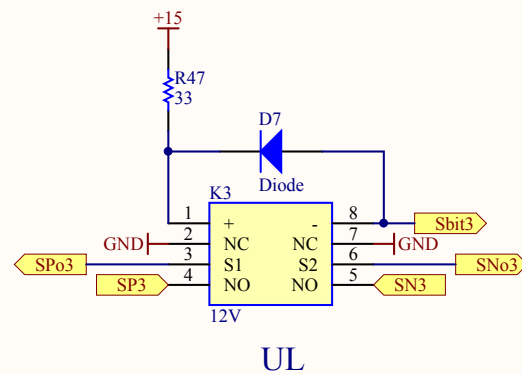 +15
R47
33
D7
Diode
K3
1 + - 8 Sbit3
GND 2 NC NC 7 GND
SPo3 3 S1 S2 6 SNo3
SP3 4 NO NO 5 SN3
12V
UL